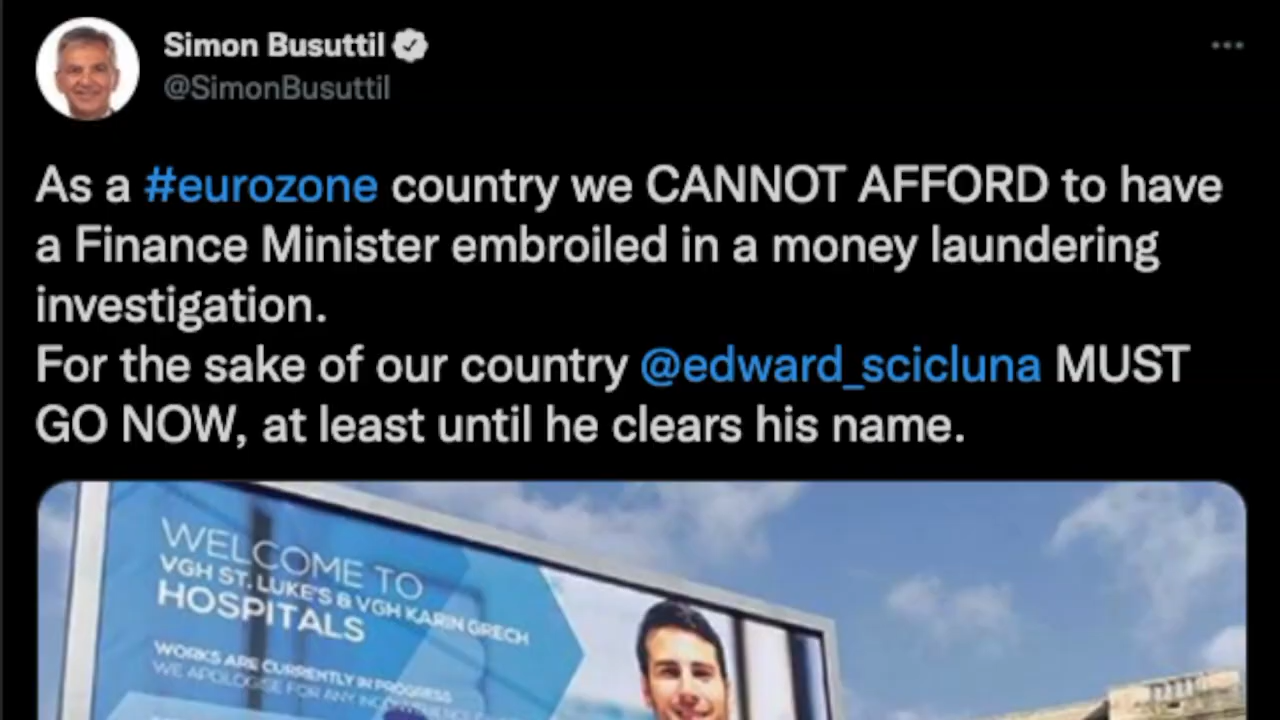 Simon Busuttil
@SimonBusuttil
As a #eurozone country we CANNOT AFFORD to have
a Finance Minister embroiled in a money laundering
investigation.
For the sake of our country @edward_scicluna MUST
GO NOW, at least until he clears his name.
WELCOME TO
VGH ST. LUKE'S & VGH KARIN GRECH
HOSPITALS
WORKS ARE CURRENTLY IN PROGRESS
WE APOLOGISE FOR ANY INCONVENIENCE